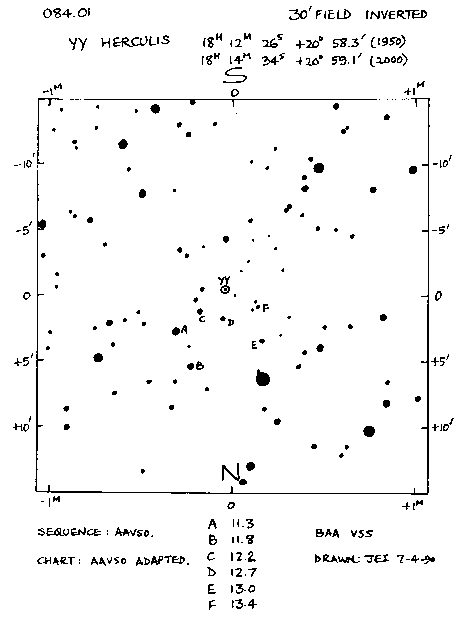 084.01 30' FIELD INVERTED
YY HERCULIS 18H 12M 26S +20° 58.3' (1950)
18H 14M 34S +20° 59.1' (2000)
S
-1M 0 +1M
-10' -10'
-5' -5'
YY
0 0
F
C D
A
E
+5' +5'
B
+10' +10'
N
-1M 0 +1M
A 11.3
SEQUENCE: AAVSO. B 11.8 BAA VSS
C 12.2
CHART: AAVSO ADAPTED. D 12.7 DRAWN: JEI 7-4-90
E 13.0
F 13.4